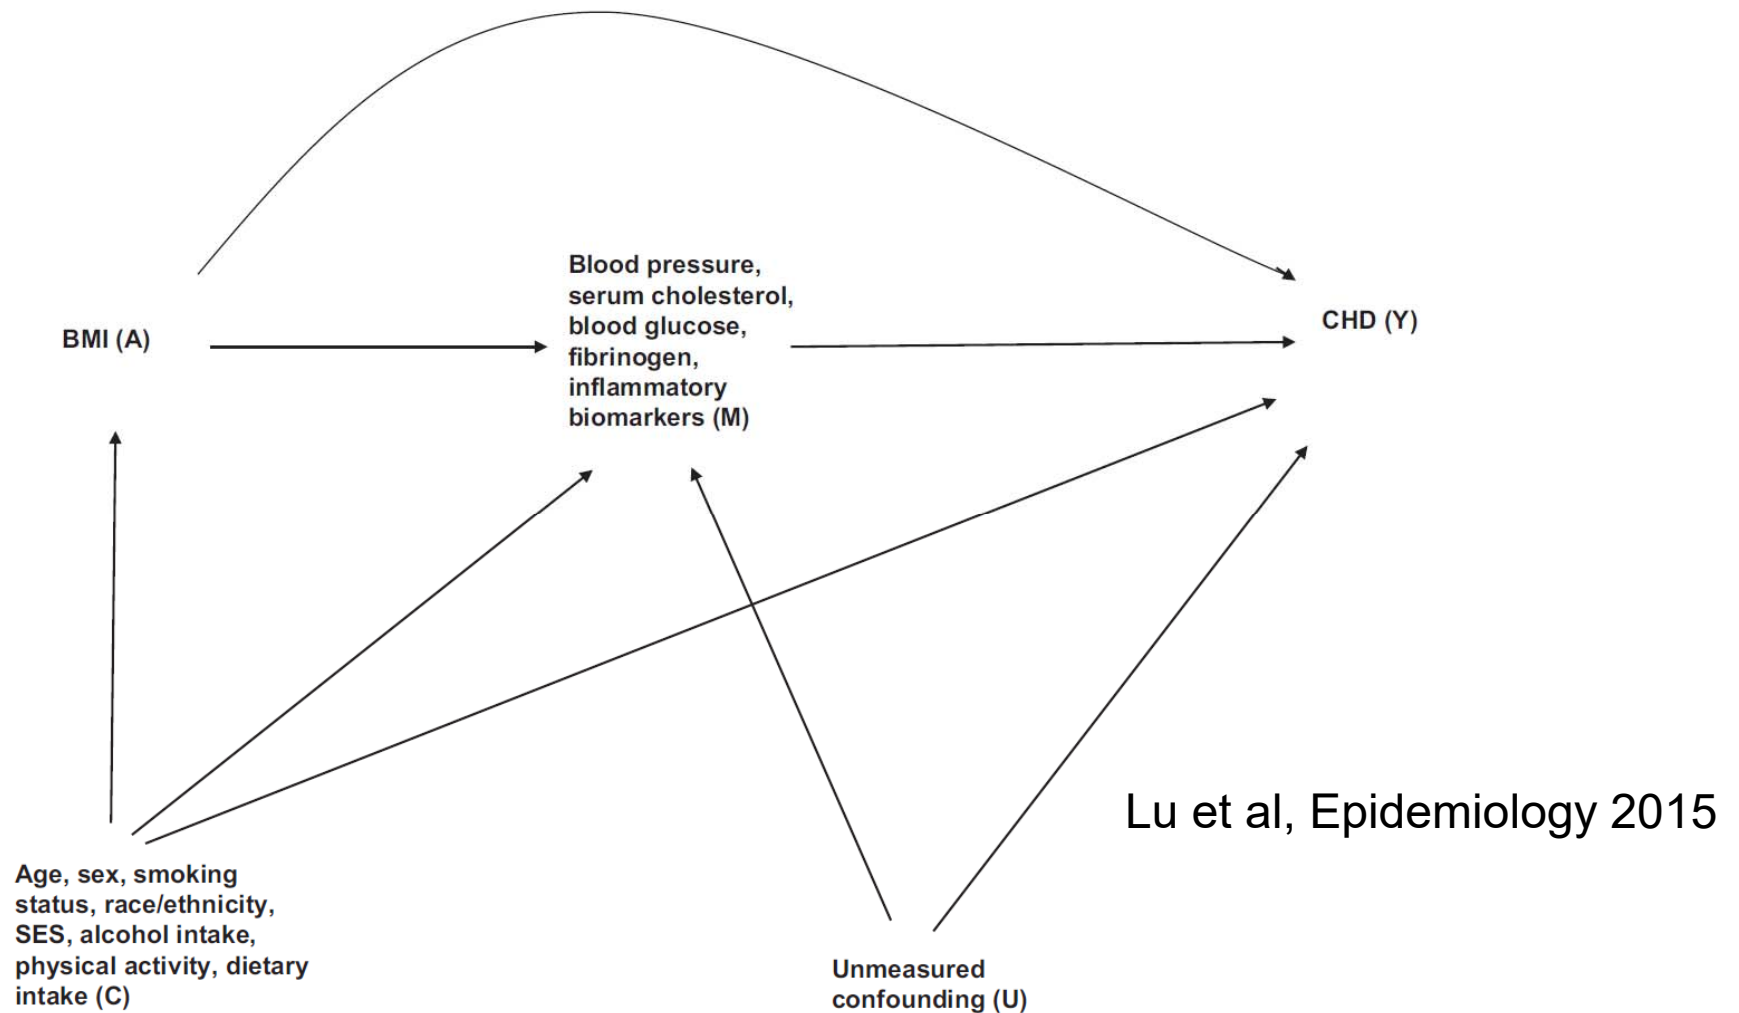 Blood pressure,
serum cholesterol,
blood glucose,
fibrinogen,
inflammatory
biomarkers (M)
BMI (A)
CHD (Y)
Lu et al, Epidemiology 2015
Age, sex, smoking
status, race/ethnicity,
SES, alcohol intake,
physical activity, dietary
intake (C)
Unmeasured
confounding (U)